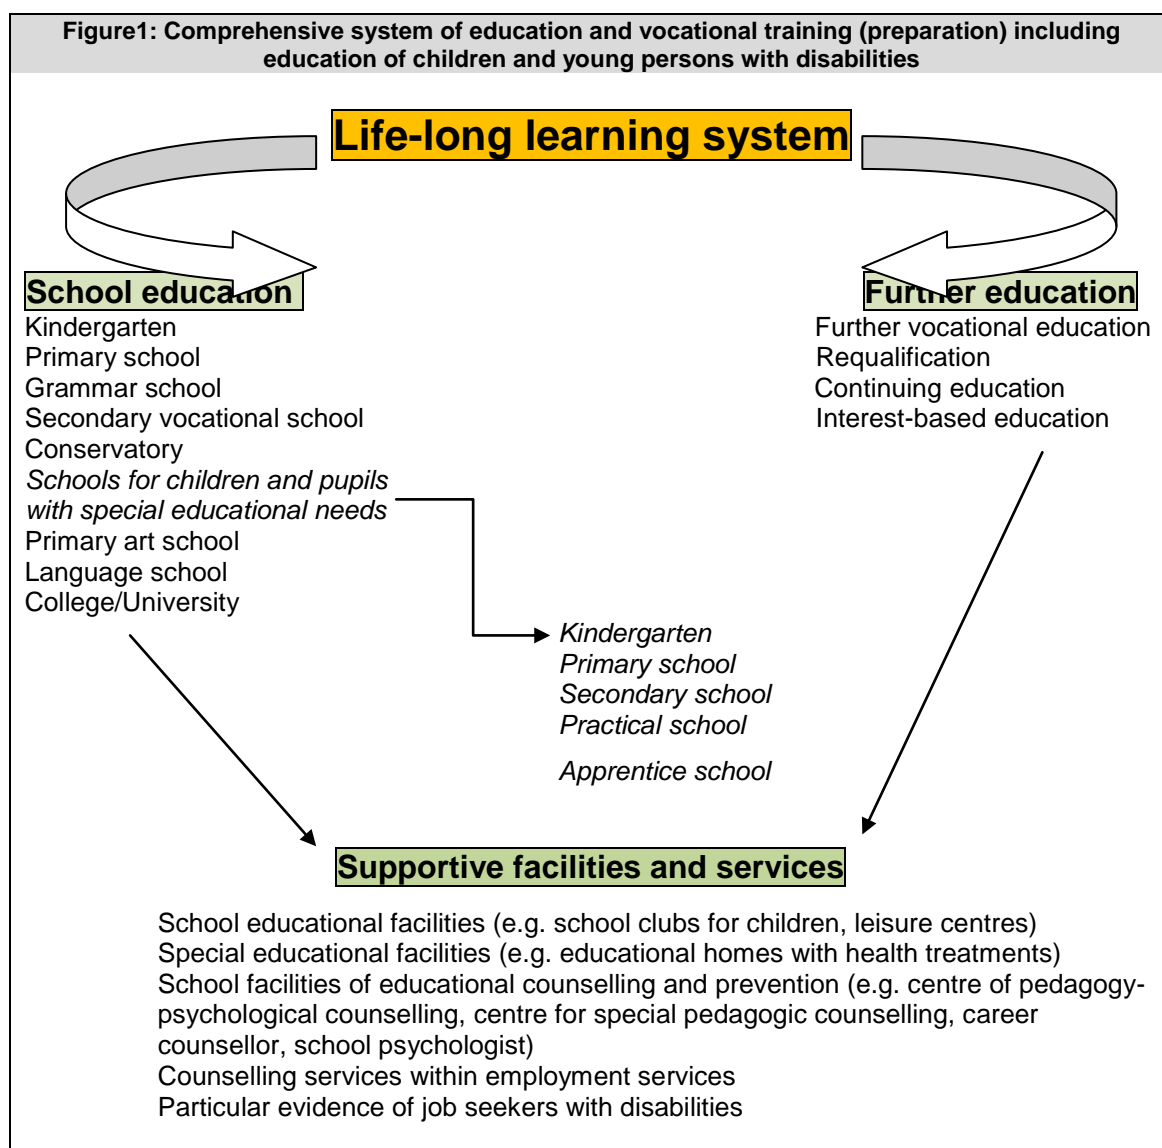 Figure1: Comprehensive system of education and vocational training (preparation) including
education of children and young persons with disabilities
Life-long learning system
School education
Kindergarten
Primary school
Grammar school
Secondary vocational school
Conservatory
Schools for children and pupils
with special educational needs
Primary art school
Language school
College/University
Further education
Further vocational education
Requalification
Continuing education
Interest-based education
Kindergarten
Primary school
Secondary school
Practical school
Apprentice school
Supportive facilities and services
School educational facilities (e.g. school clubs for children, leisure centres)
Special educational facilities (e.g. educational homes with health treatments)
School facilities of educational counselling and prevention (e.g. centre of pedagogy-
psychological counselling, centre for special pedagogic counselling, career
counsellor, school psychologist)
Counselling services within employment services
Particular evidence of job seekers with disabilities